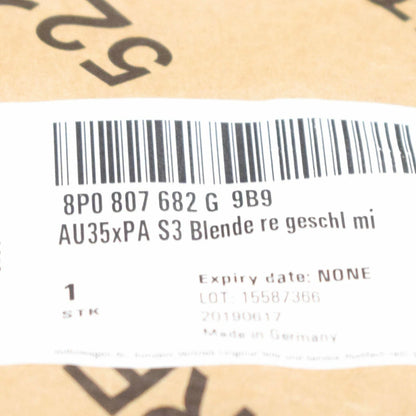 52
8P0 807 682 G 9B9
AU35xPA S3 Blende re geschl mi
1
STK
Expiry date: NONE
LOT: 15587366
20190617
Made in Germany